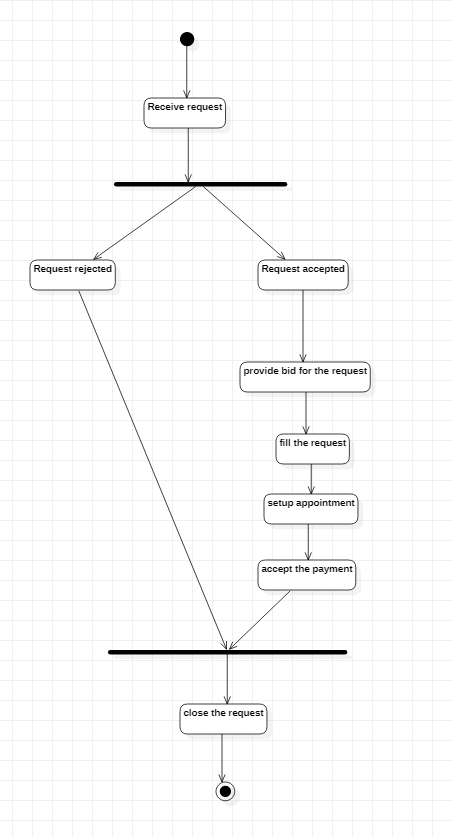 Receive request
Request rejected
Request accepted
provide bid for the request
fill the request
setup appointment
accept the payment
close the request